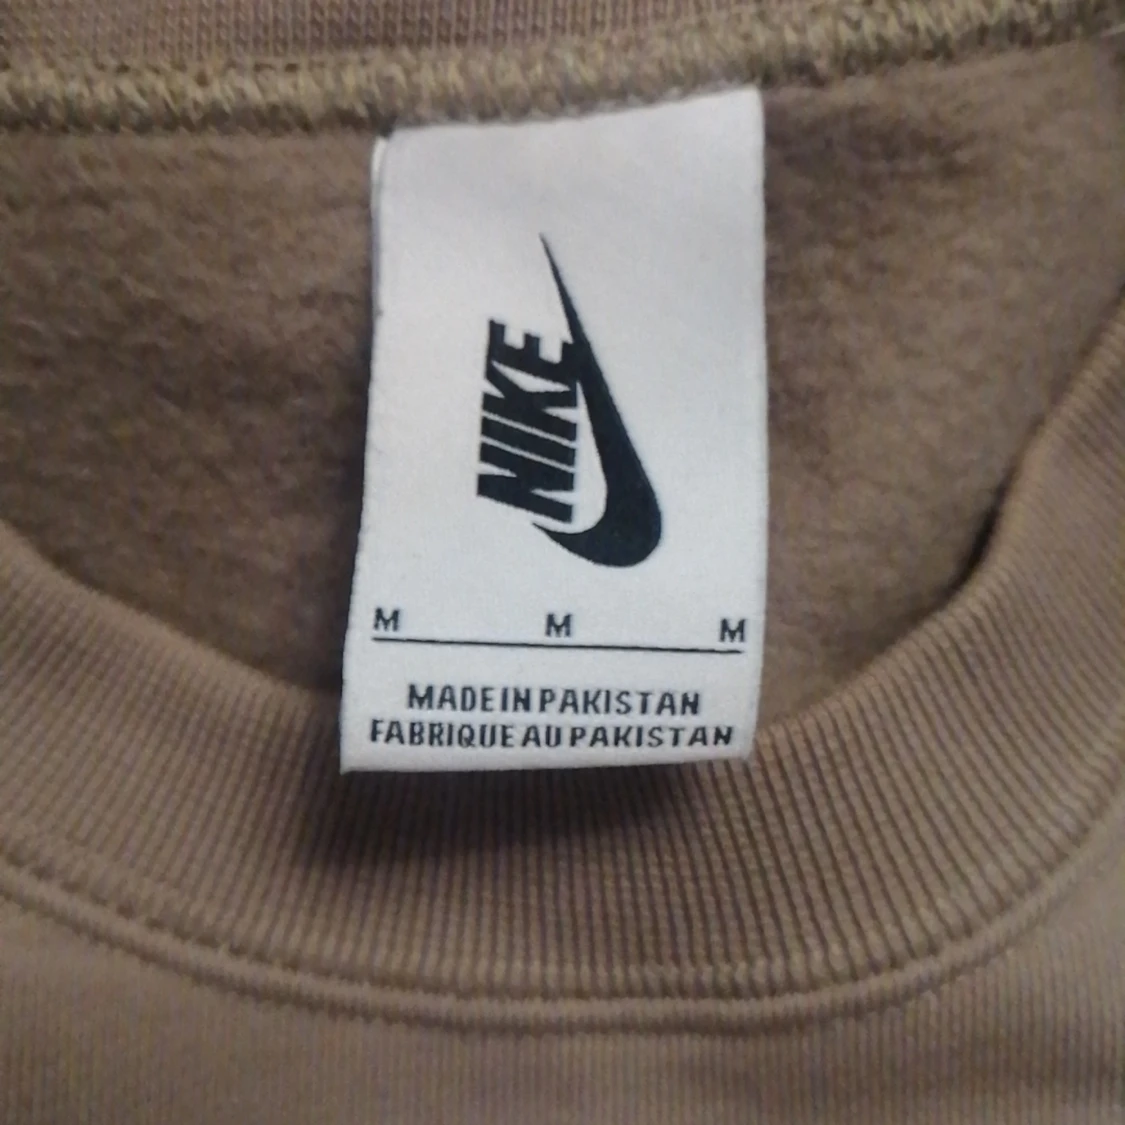 NIKE
M M M
MADE IN PAKISTAN
FABRIQUE AU PAKISTAN